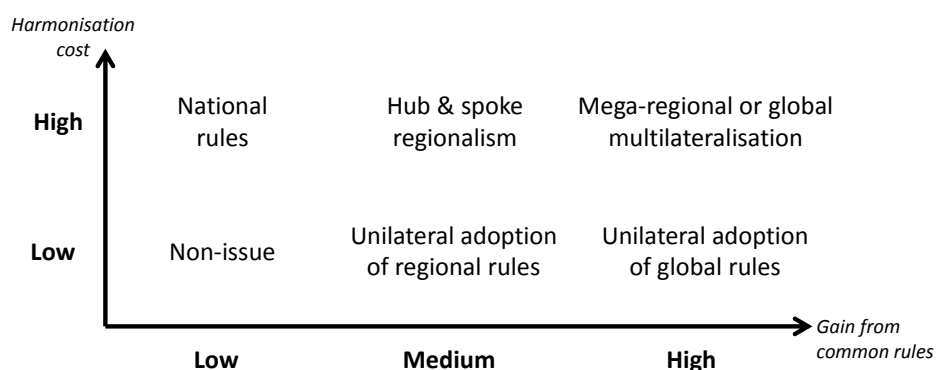 Harmonisation
cost
High
National
rules
Hub & spoke
regionalism
Mega-regional or global
multilateralisation
Low
Non-issue
Unilateral adoption
of regional rules
Unilateral adoption
of global rules
Gain from
common rules
Low
Medium
High